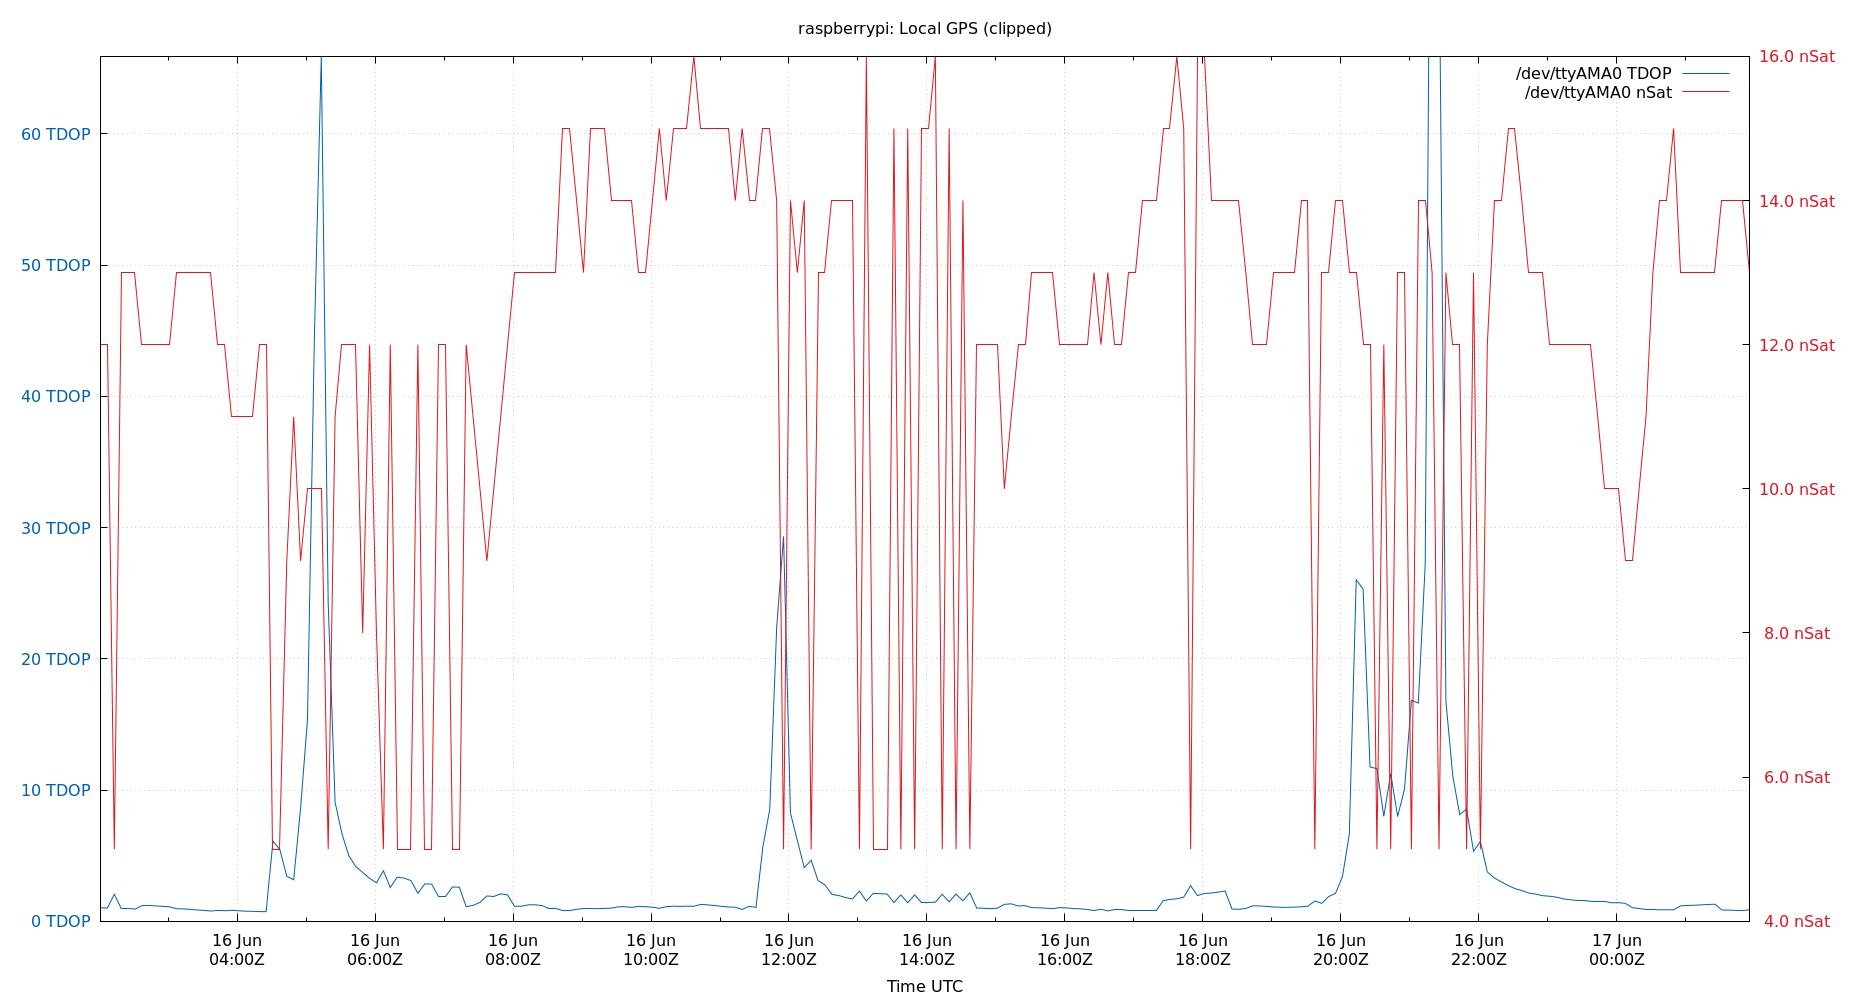 raspberrypi: Local GPS (clipped)
/dev/ttyAMA0 TDOP
/dev/ttyAMA0 nSat
60 TDOP
50 TDOP
40 TDOP
30 TDOP
20 TDOP
10 TDOP
0 TDOP
16.0 nSat
14.0 nSat
12.0 nSat
10.0 nSat
8.0 nSat
6.0 nSat
4.0 nSat
16 Jun 16 Jun 16 Jun 16 Jun 16 Jun 16 Jun 16 Jun 16 Jun 16 Jun 16 Jun 17 Jun
04:00Z 06:00Z 08:00Z 10:00Z 12:00Z 14:00Z 16:00Z 18:00Z 20:00Z 22:00Z 00:00Z
Time UTC